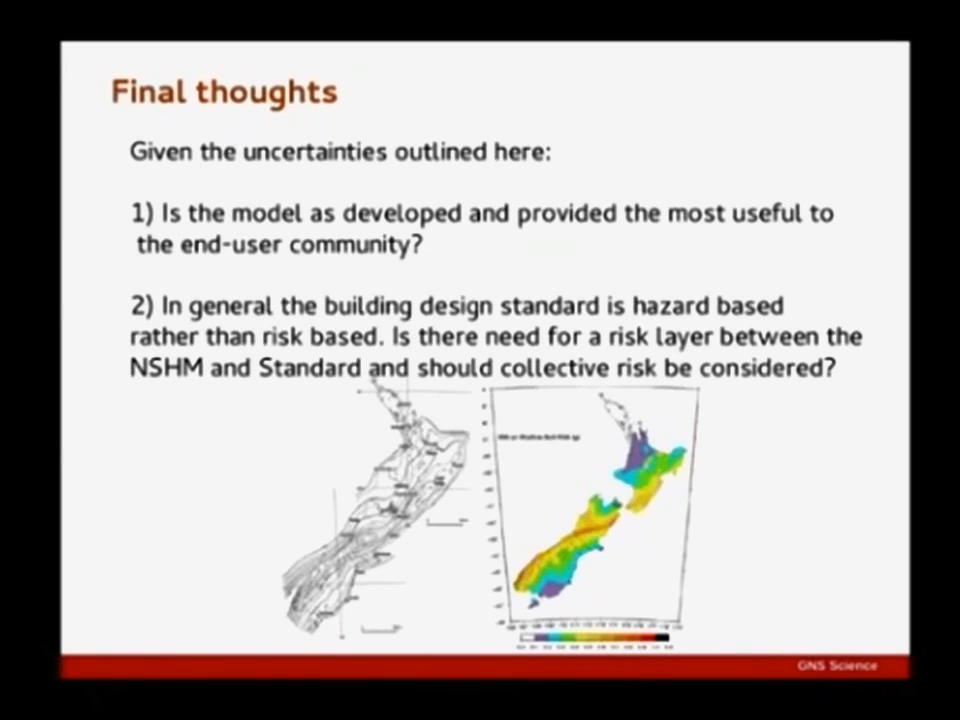 Final thoughts
Given the uncertainties outlined here:
1) Is the model as developed and provided the most useful to
the end-user community?
2) In general the building design standard is hazard based
rather than risk based. Is there need for a risk layer between the
NSHM and Standard and should collective risk be considered?
GNS Science